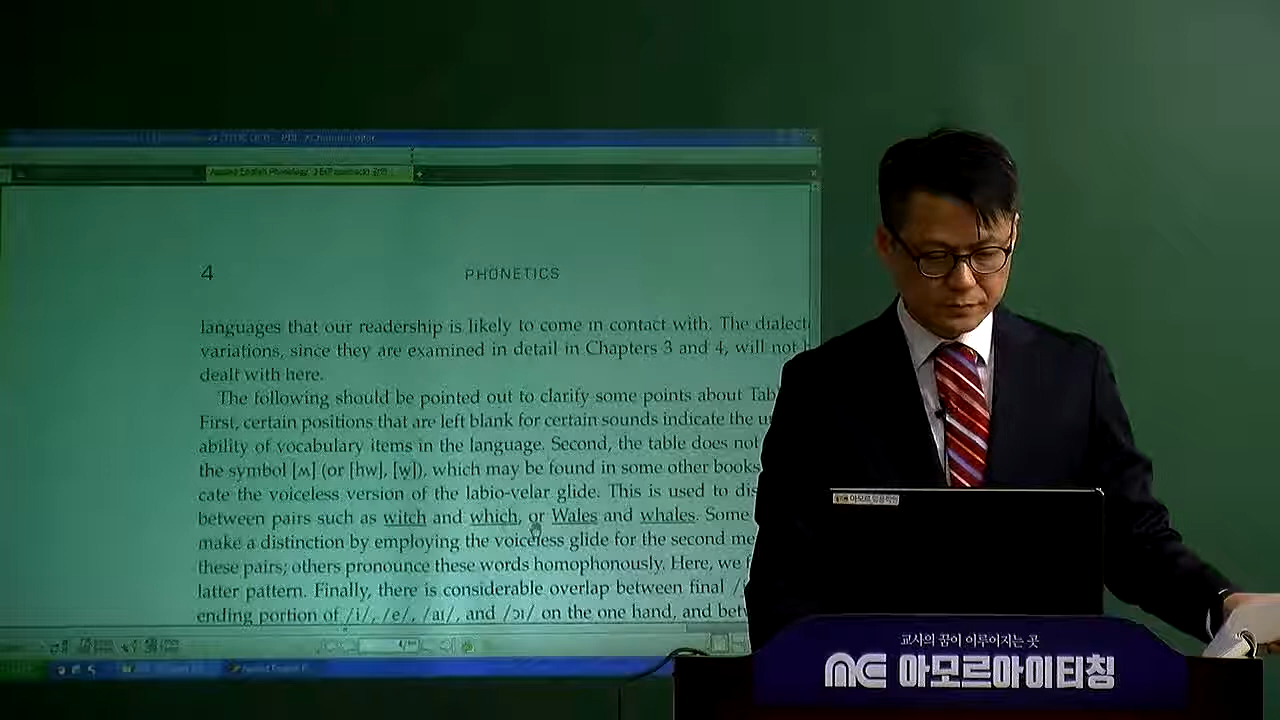 Applied English Phonology
4 PHONETICS
languages that our readership is likely to come in contact with. The dialect
variations, since they are examined in detail in Chapters 3 and 4, will not
dealt with here.
The following should be pointed out to clarify some points about
First, certain positions that are left blank for certain sounds indicate the
ability of vocabulary items in the language. Second, the table does not
the symbol [ʍ] (or [hw], [w̥]), which may be found in some other books
cate the voiceless version of the labio-velar glide. This is used to
between pairs such as witch and which, or Wales and whales. Some
make a distinction by employing the voiceless glide for the second
these pairs; others pronounce these words homophonously. Here, we
latter pattern. Finally, there is considerable overlap between final
ending portion of /i/, /e/, /aɪ/, and /ɔɪ/ on the one hand, and
교사의 꿈이 이루어지는 곳
아모르아이티칭